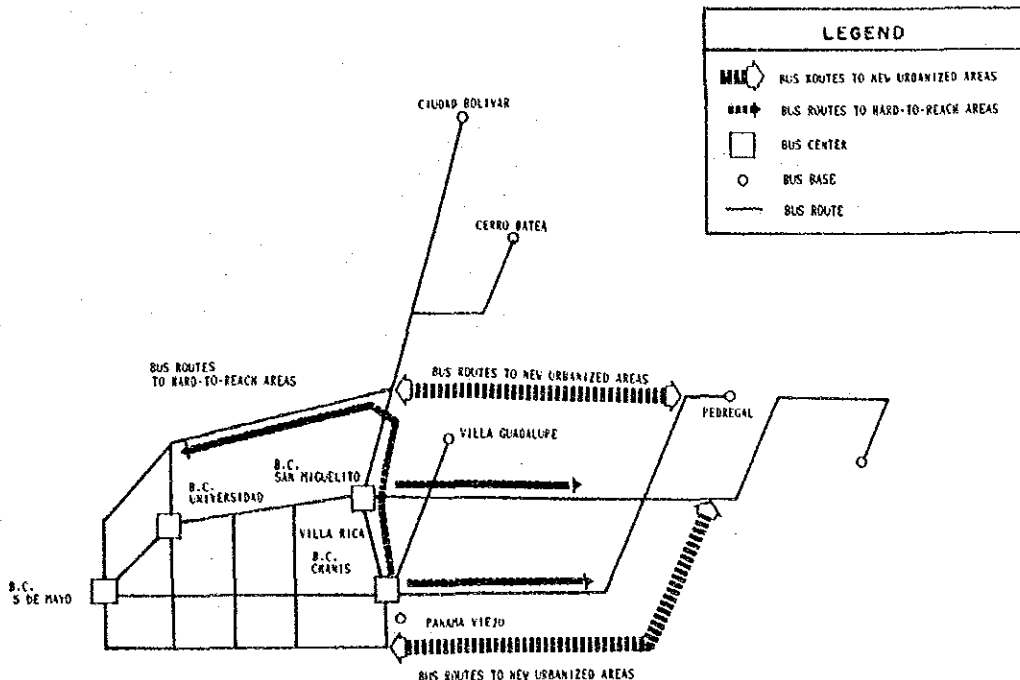 LEGEND
BUS ROUTES TO NEW URBANIZED AREAS
BUS ROUTES TO HARD-TO-REACH AREAS
BUS CENTER
BUS BASE
BUS ROUTE
CIUDAD BOLIVAR
CERRO BATEA
BUS ROUTES
TO HARD-TO-REACH AREAS
BUS ROUTES TO NEW URBANIZED AREAS
PEDREGAL
VILLA GUADALUPE
B.C.
SAN MIGUELITO
B.C.
UNIVERSIDAD
VILLA RICA
B.C.
CRANIS
B.C.
5 DE MAYO
PANAMA VIEJO
BUS ROUTES TO NEW URBANIZED AREAS